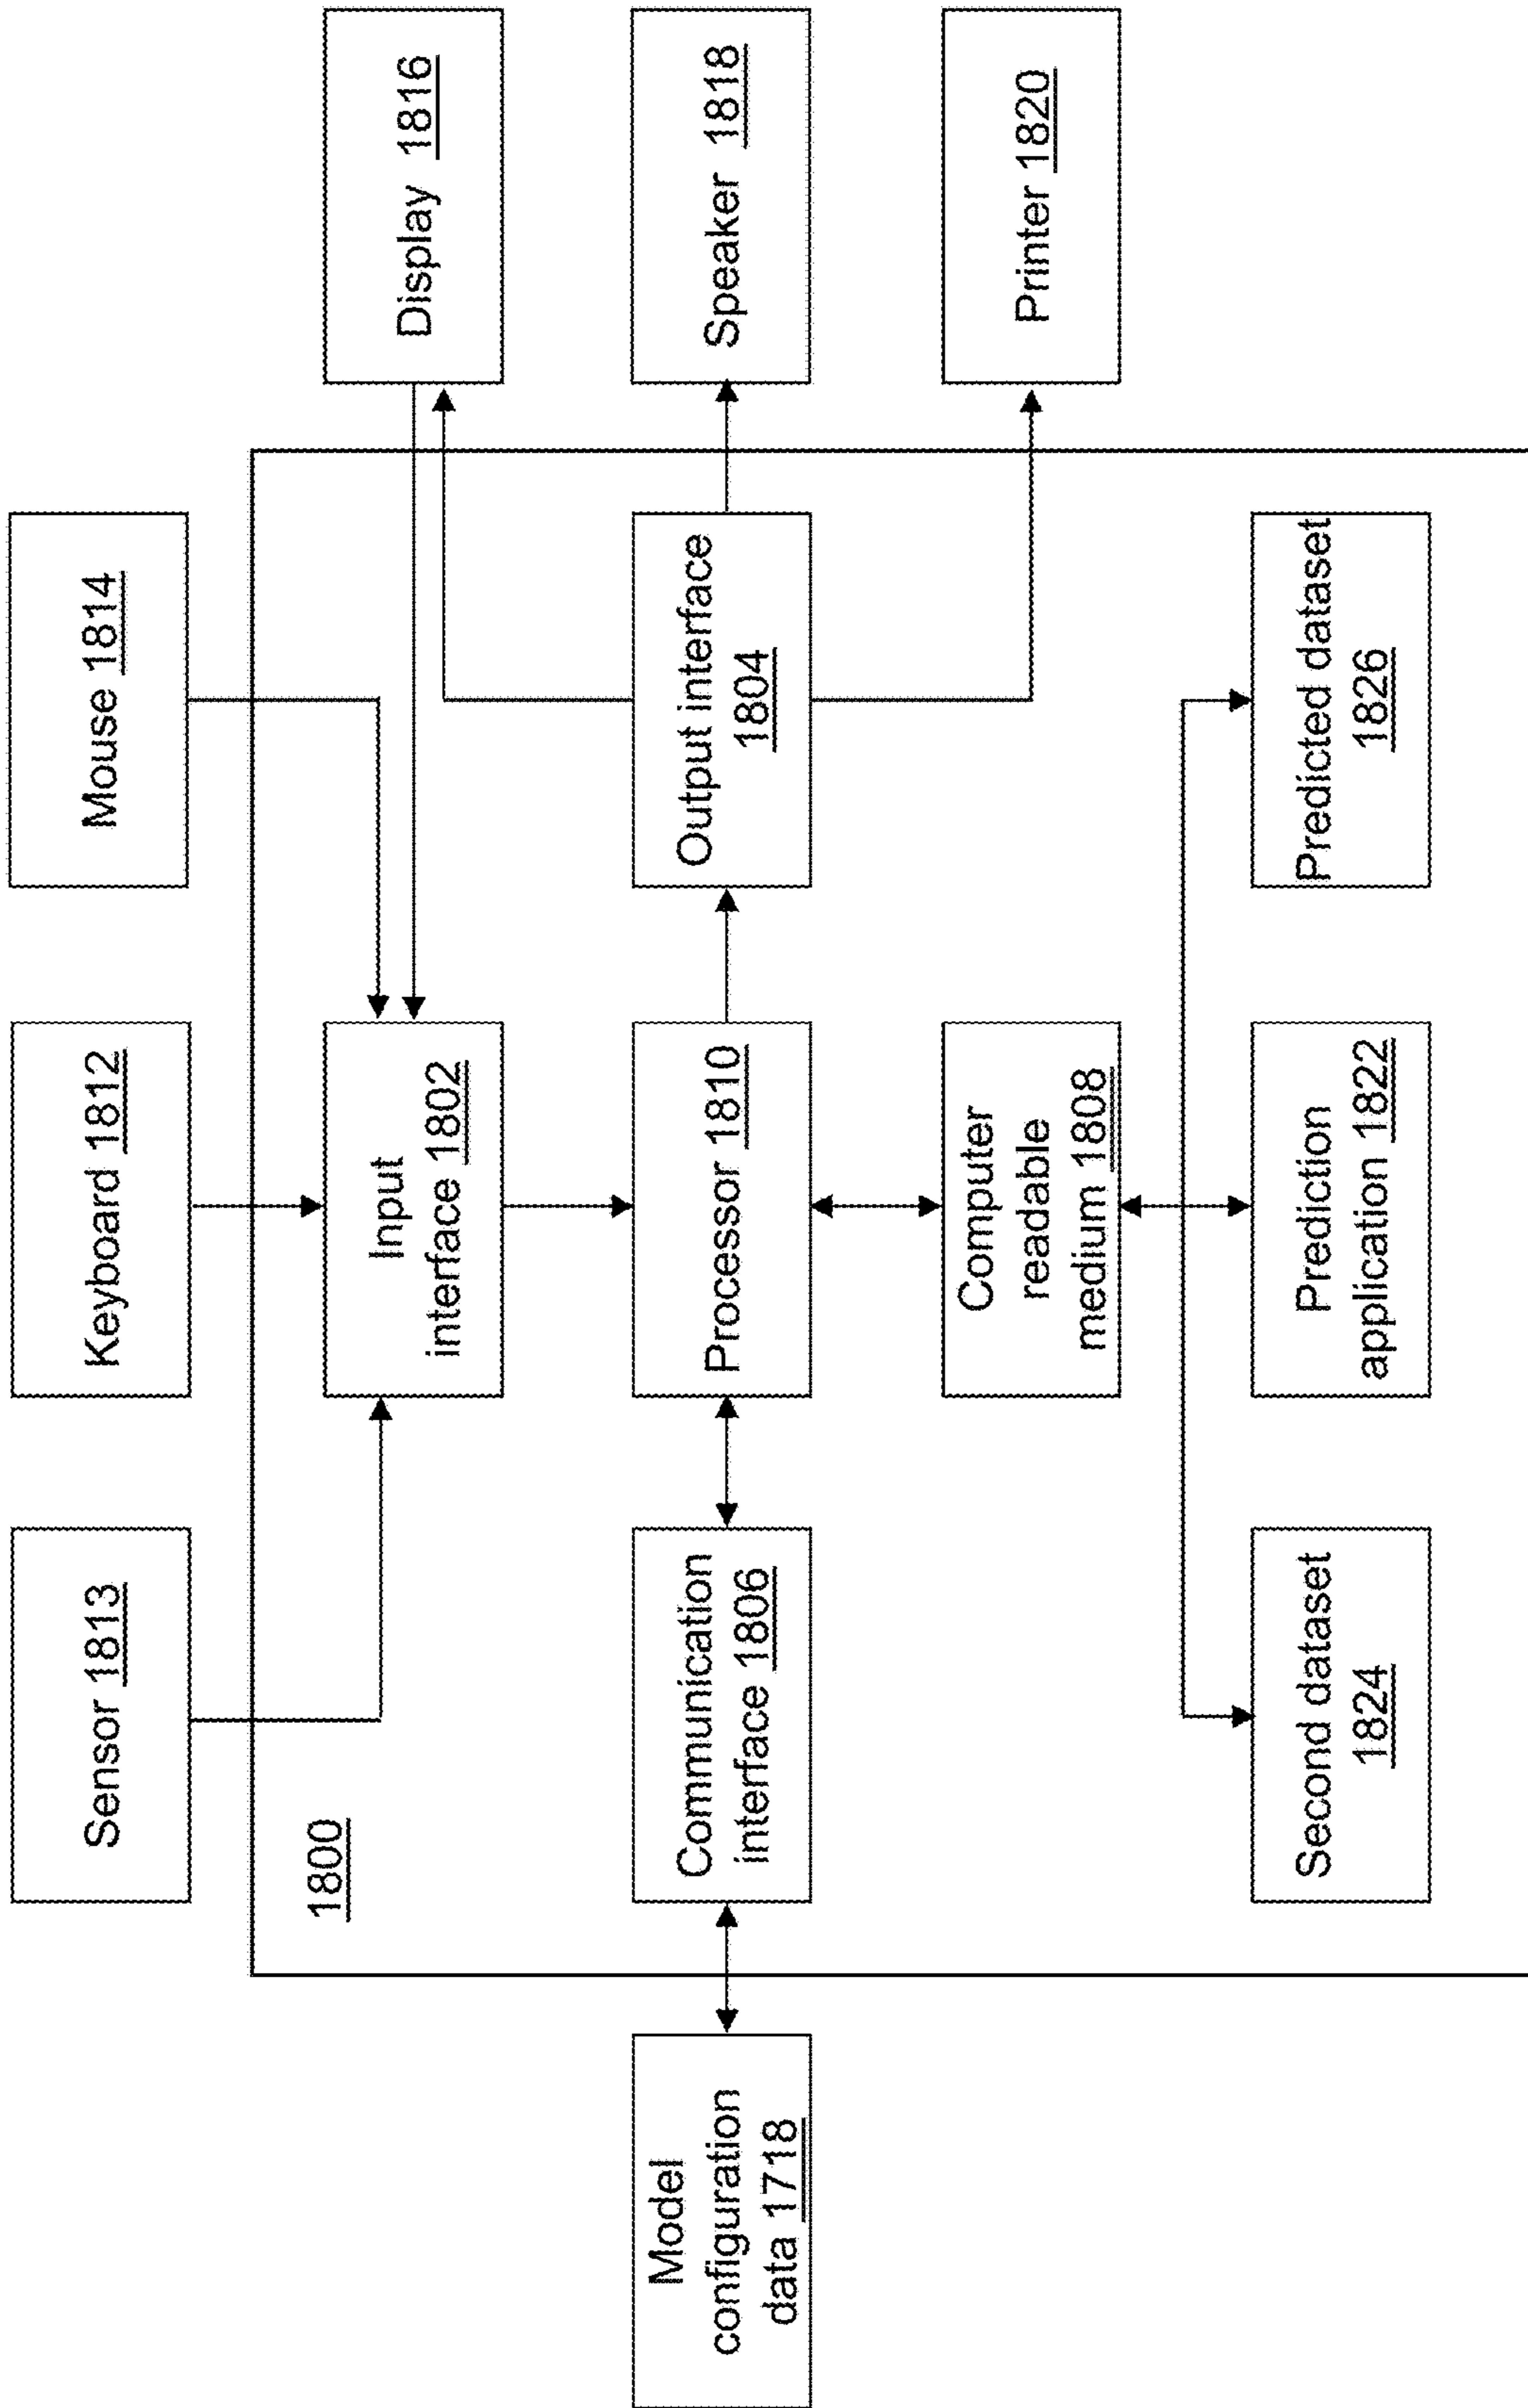 Sensor 1813
Keyboard 1812
Mouse 1814
1800
Input
interface 1802
Display 1816
Model
configuration
data 1718
Communication
interface 1806
Processor 1810
Output interface
1804
Speaker 1818
Computer
readable
medium 1808
Printer 1820
Second dataset
1824
Prediction
application 1822
Predicted dataset
1826